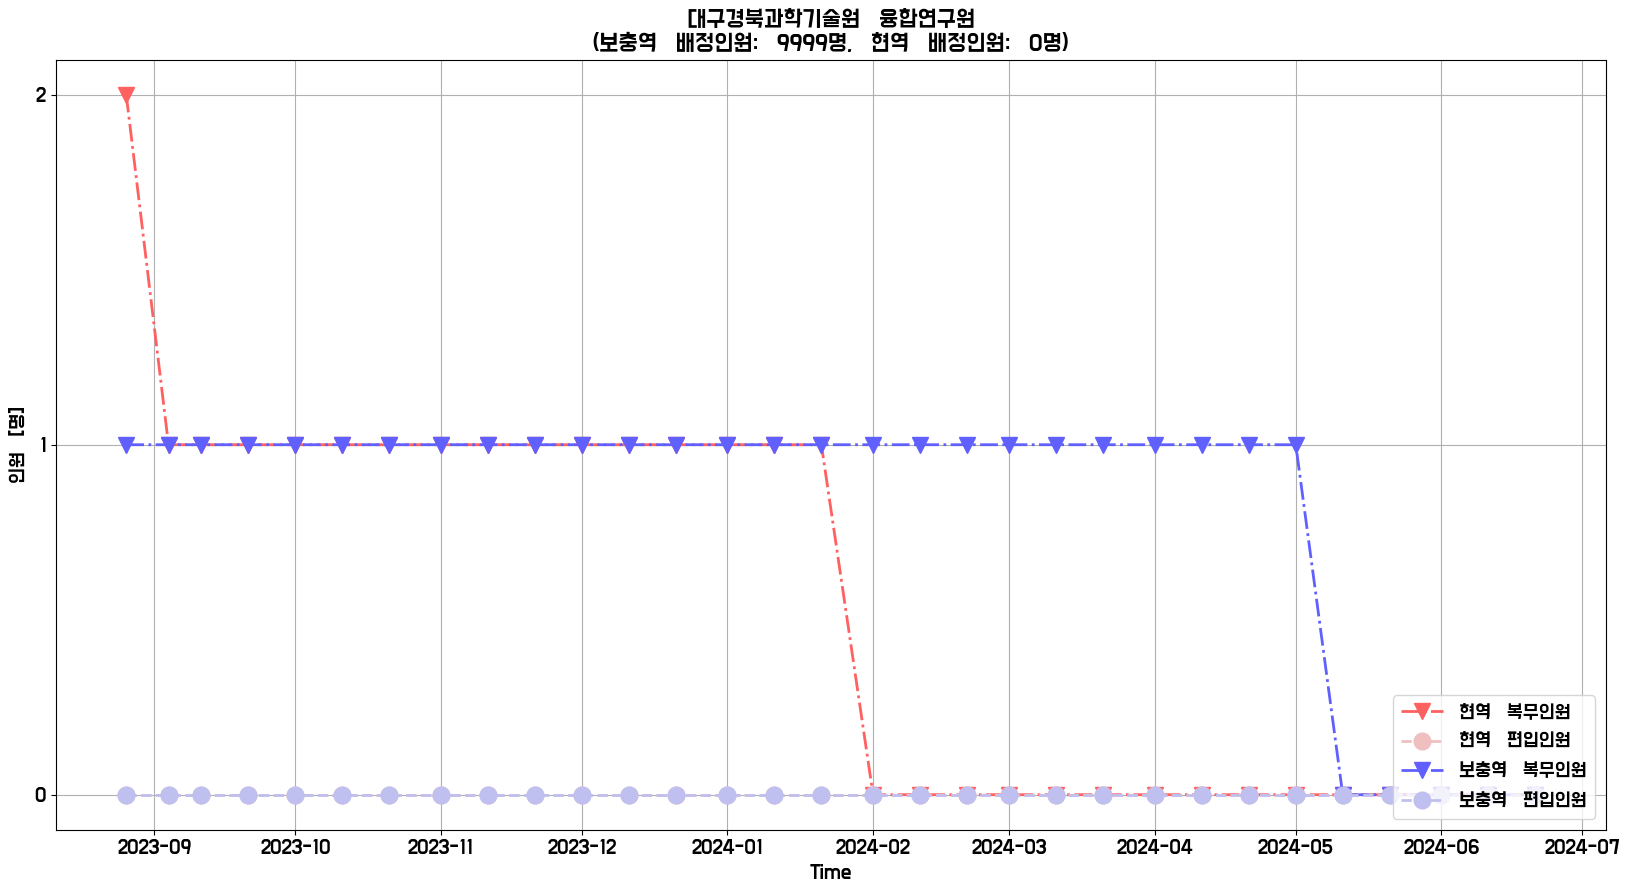 [대구경북과학기술원 융합연구원
(보충역 배정인원: 9999명, 현역 배정인원: 0명)
인원 [명]
2
1
0
현역 복무인원
현역 편입인원
보충역 복무인원
보충역 편입인원
2023-09 2023-10 2023-11 2023-12 2024-01 2024-02 2024-03 2024-04 2024-05 2024-06 2024-07
Time